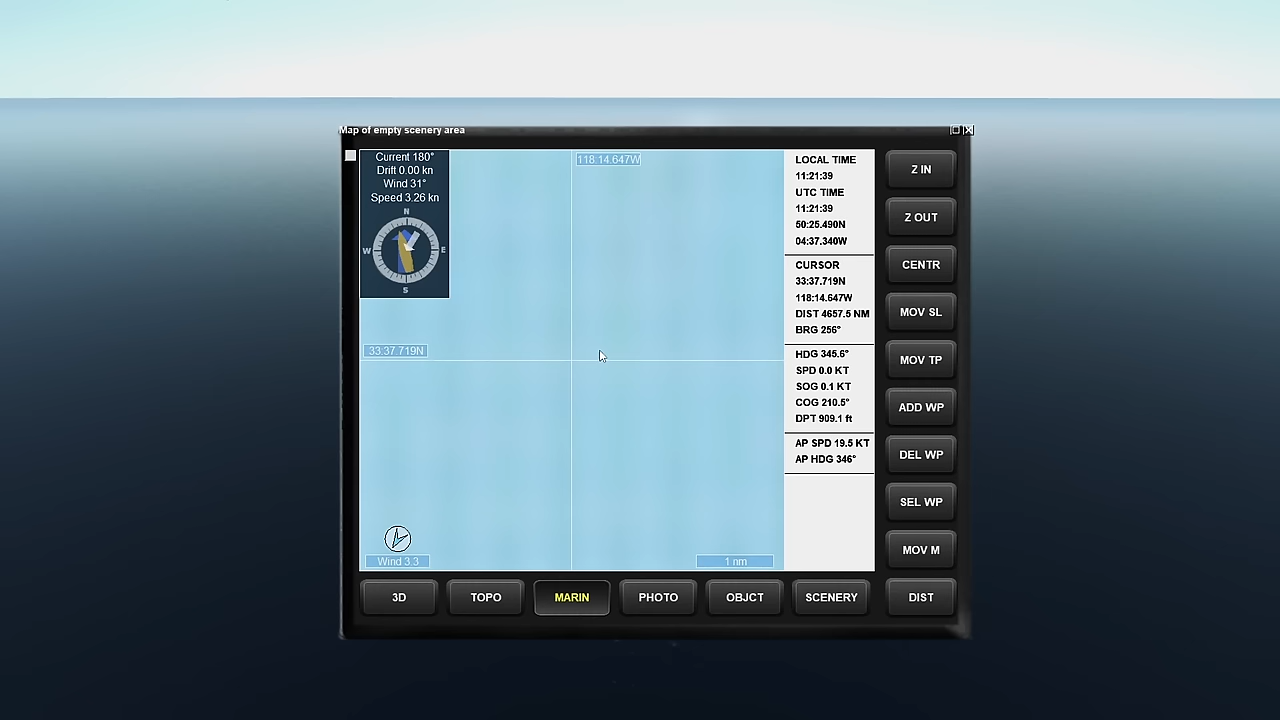 Map of empty scenery area
Current 180°
Drift 0.00 kn
Wind 31°
Speed 3.26 kn
N
W E
S
118.14.647W
33.37.719N
Wind 3.3
1 nm
LOCAL TIME
11:21:39
UTC TIME
11:21:39
50:25.490N
04:37.340W
CURSOR
33:37.719N
118:14.647W
DIST 4657.5 NM
BRG 256°
HDG 345.6°
SPD 0.0 KT
SOG 0.1 KT
COG 210.5°
DPT 909.1 ft
AP SPD 19.5 KT
AP HDG 346°
Z IN
Z OUT
CENTR
MOV SL
MOV TP
ADD WP
DEL WP
SEL WP
MOV M
3D TOPO MARIN PHOTO OBJCT SCENERY DIST